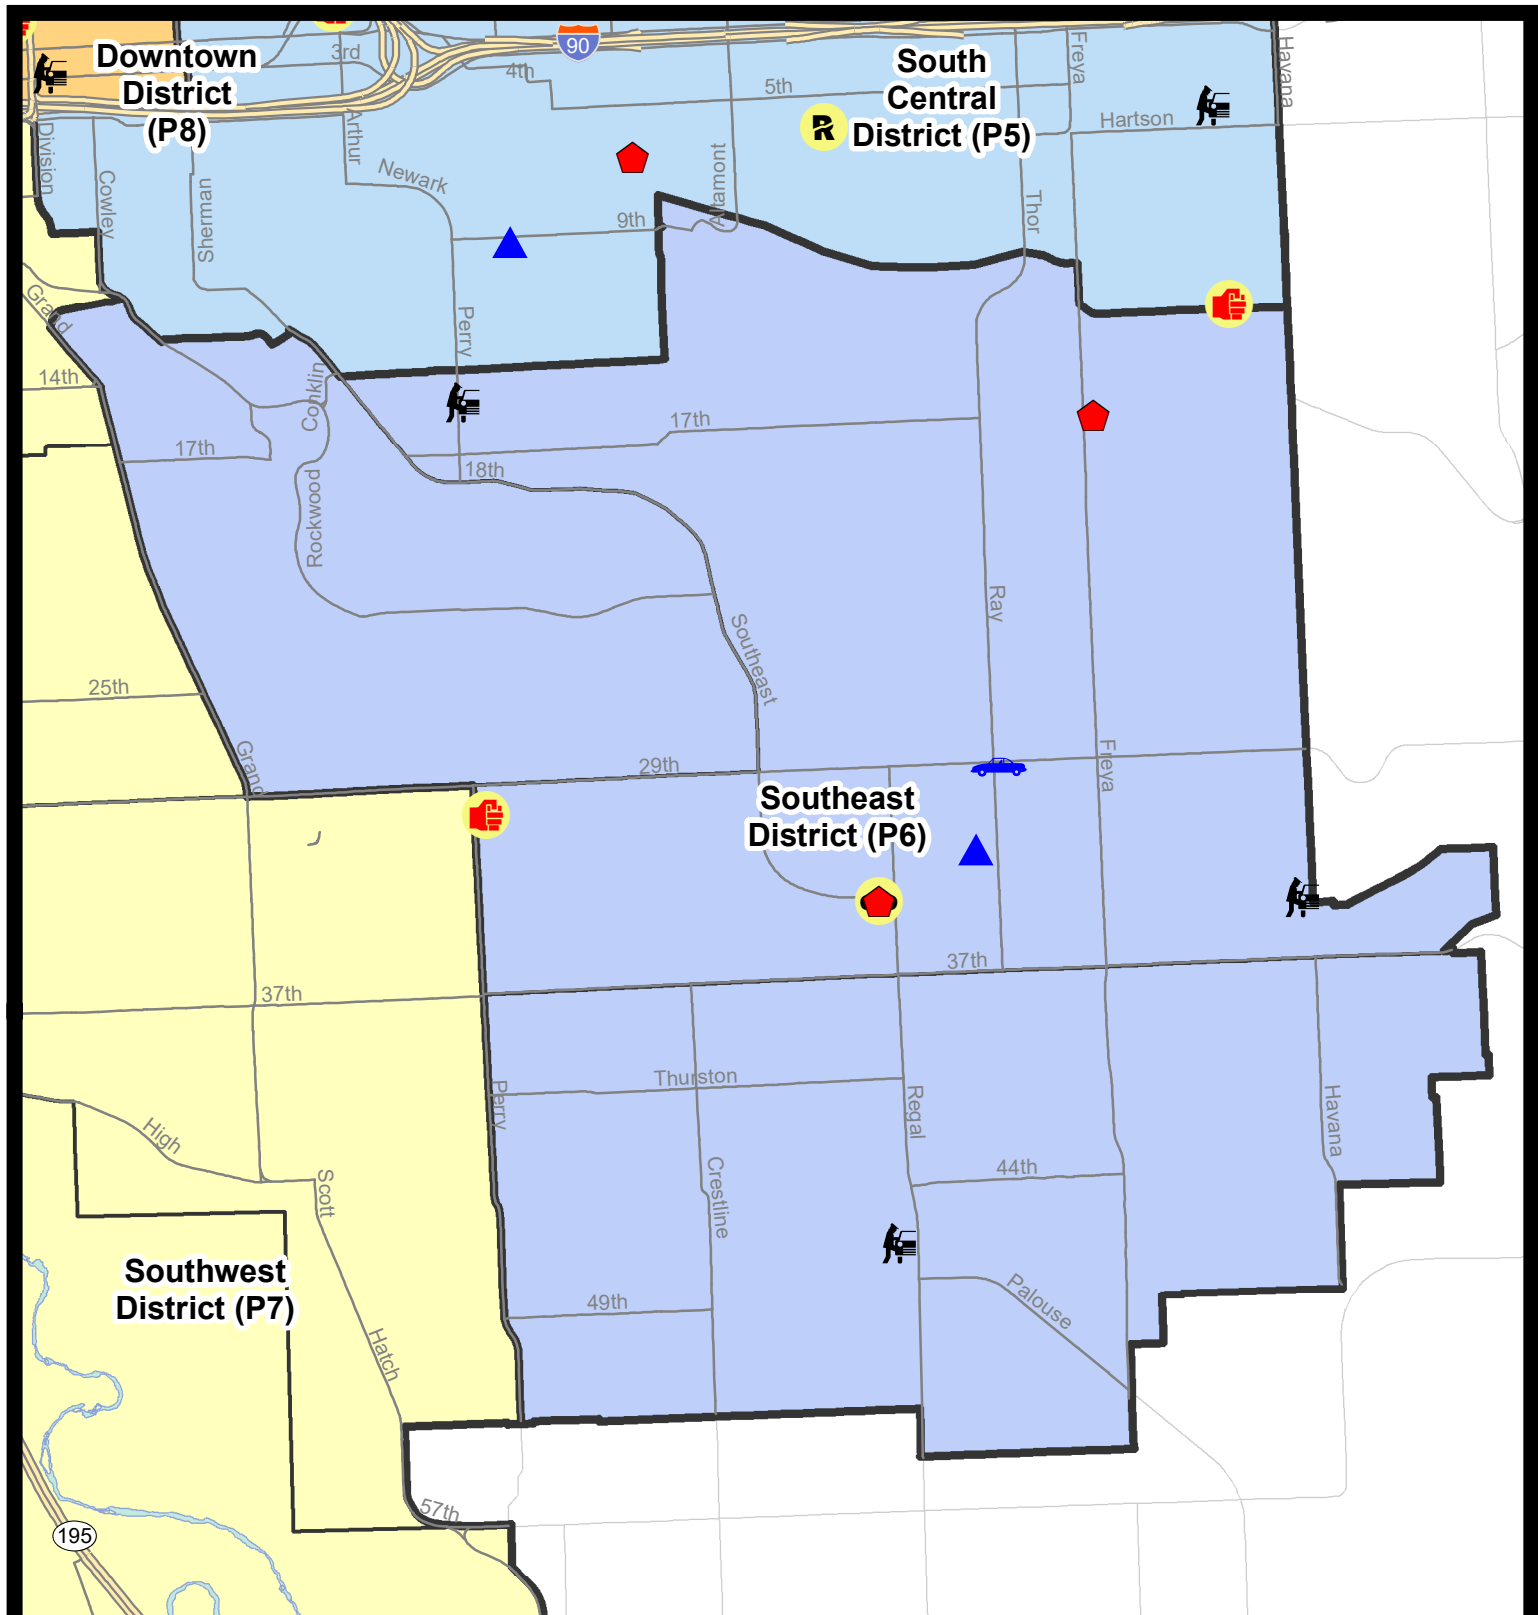 Downtown
District
(P8)
South
Central
District (P5)
90
3rd
4th
5th
Freya
Havana
Hartson
Division
Cowley
Sherman
Arthur
Newark
9th
Altamont
Thor
Grand
Perry
14th
Conklin
17th
17th
18th
Rockwood
Ray
Southeast
25th
Grand
29th
Freya
Southeast
District (P6)
37th
37th
Thurston
Perry
Regal
Havana
High
Scott
Crestline
44th
Southwest
District (P7)
49th
Palouse
Hatch
57th
195
R